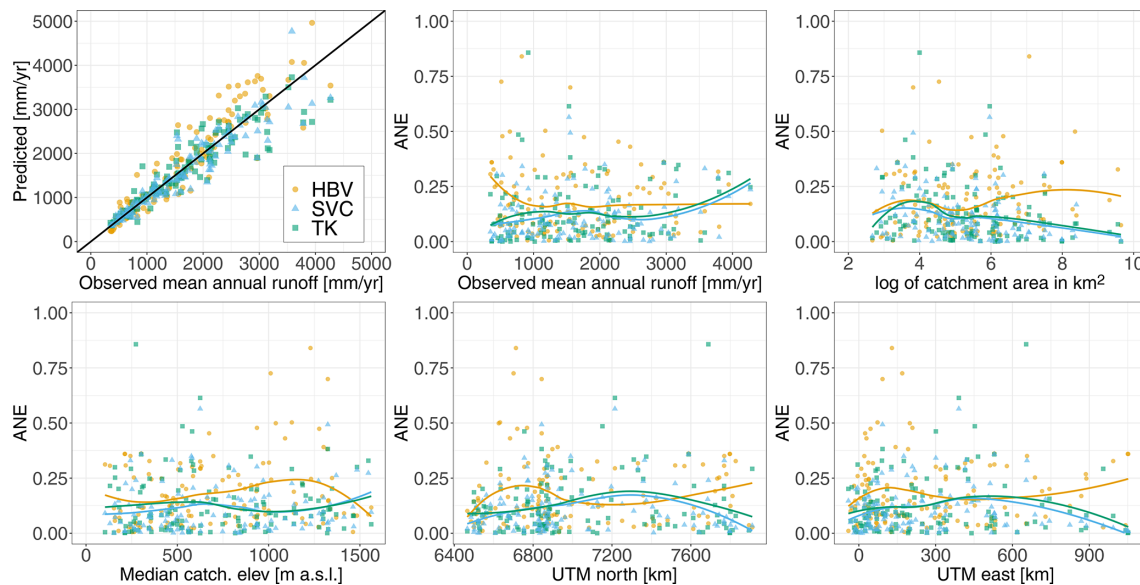 Predicted [mm/yr]
5000
4000
3000
2000
1000
0
HBV
SVC
TK
0 1000 2000 3000 4000 5000
Observed mean annual runoff [mm/yr]
ANE
1.00
0.75
0.50
0.25
0.00
0 1000 2000 3000 4000
Observed mean annual runoff [mm/yr]
ANE
1.00
0.75
0.50
0.25
0.00
2 4 6 8 10
log of catchment area in km²
ANE
1.00
0.75
0.50
0.25
0.00
0 500 1000 1500
Median catch. elev [m a.s.l.]
ANE
1.00
0.75
0.50
0.25
0.00
6400 6800 7200 7600
UTM north [km]
ANE
1.00
0.75
0.50
0.25
0.00
0 300 600 900
UTM east [km]